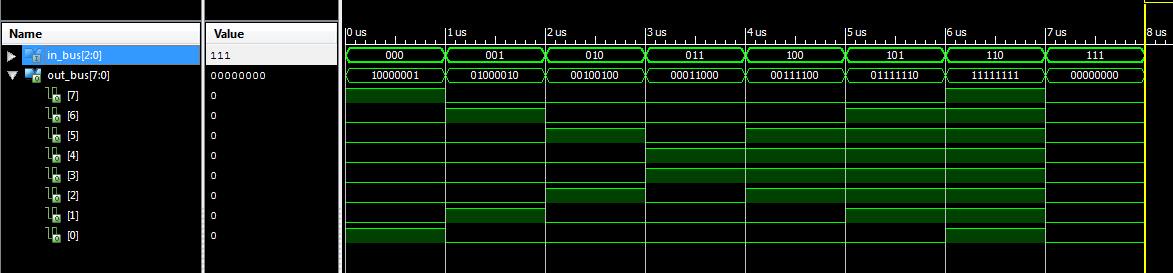 Name Value 0 us 1 us 2 us 3 us 4 us 5 us 6 us 7 us 8 us
in_bus[2:0] 111 000 001 010 011 100 101 110 111
out_bus[7:0] 00000000 10000001 01000010 00100100 00011000 00111100 01111110 11111111 00000000
[7] 0
[6] 0
[5] 0
[4] 0
[3] 0
[2] 0
[1] 0
[0] 0